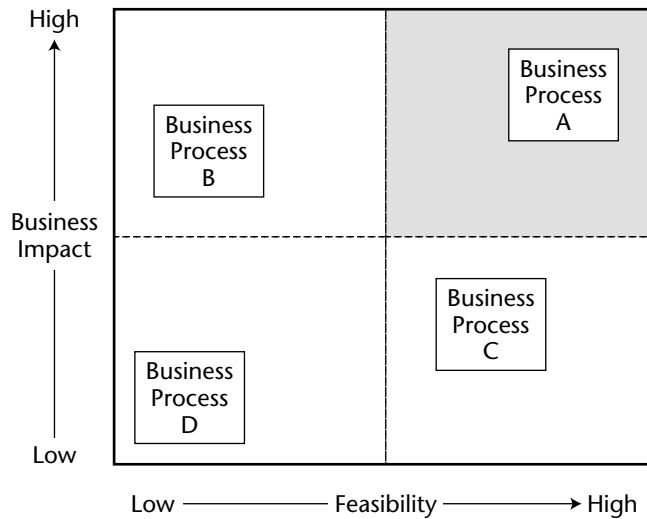 High
Business
Process
A
Business
Process
B
Business
Impact
Business
Process
C
Business
Process
D
Low
Low
Feasibility
High